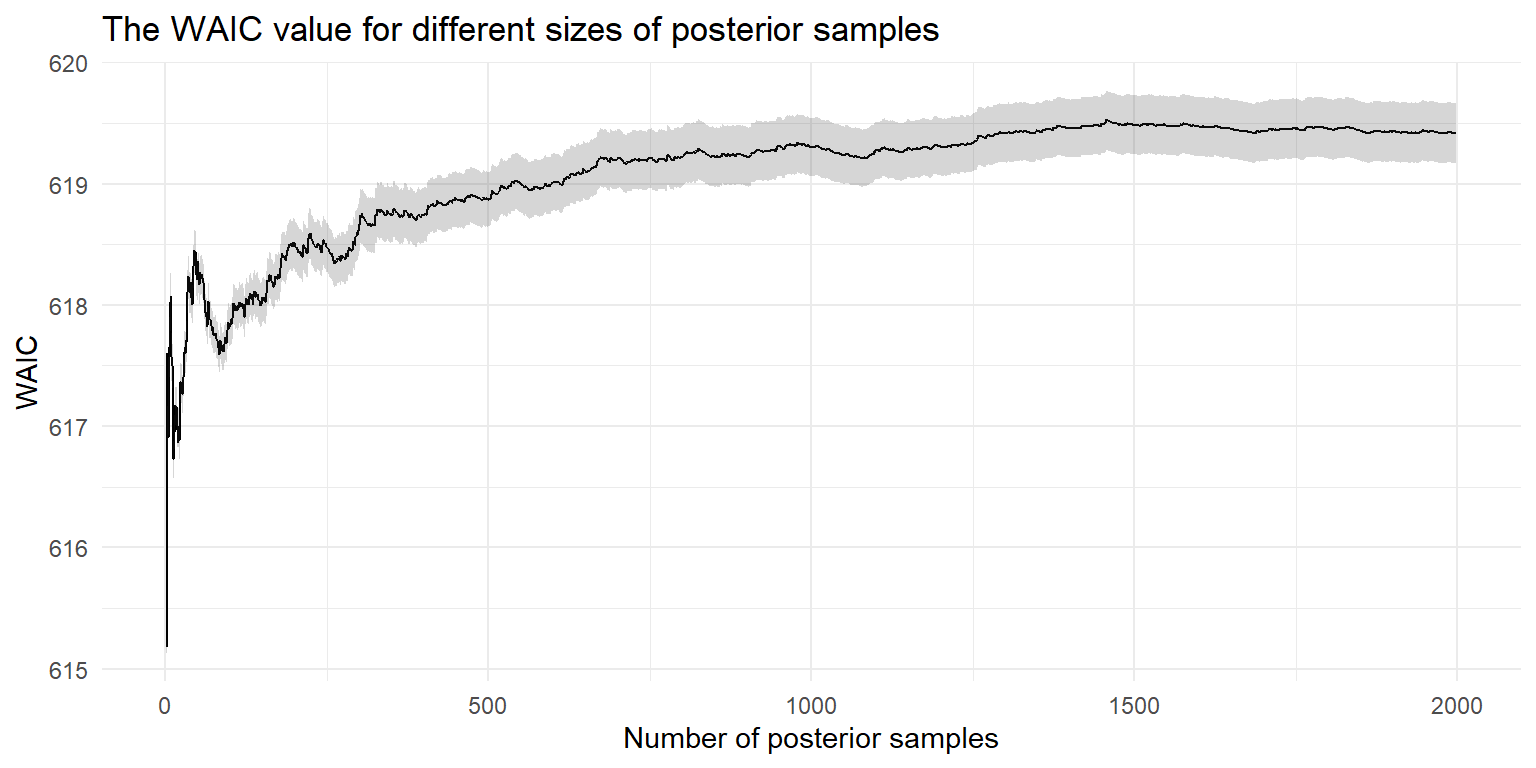 The WAIC value for different sizes of posterior samples
620
619
618
617
616
615
WAIC
0 500 1000 1500 2000
Number of posterior samples